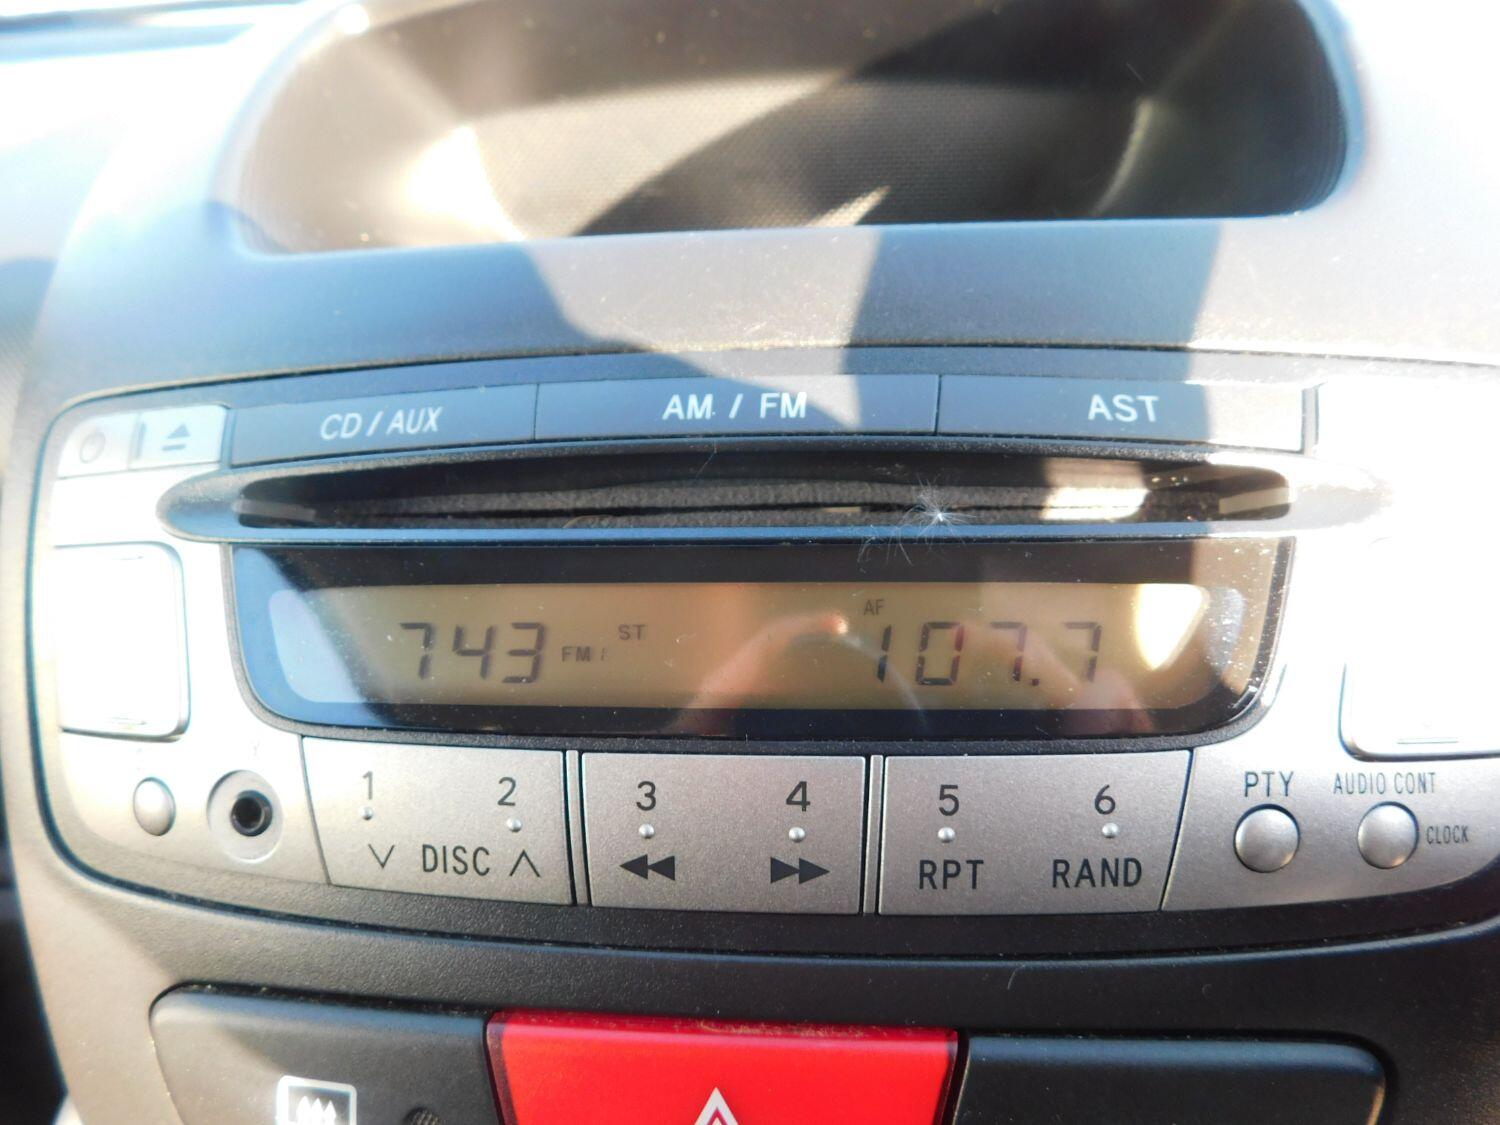 CD / AUX AM / FM AST
743 FM ST AF 107.7
1 2 3 4 5 6 PTY AUDIO CONT
DISC RPT RAND CLOCK